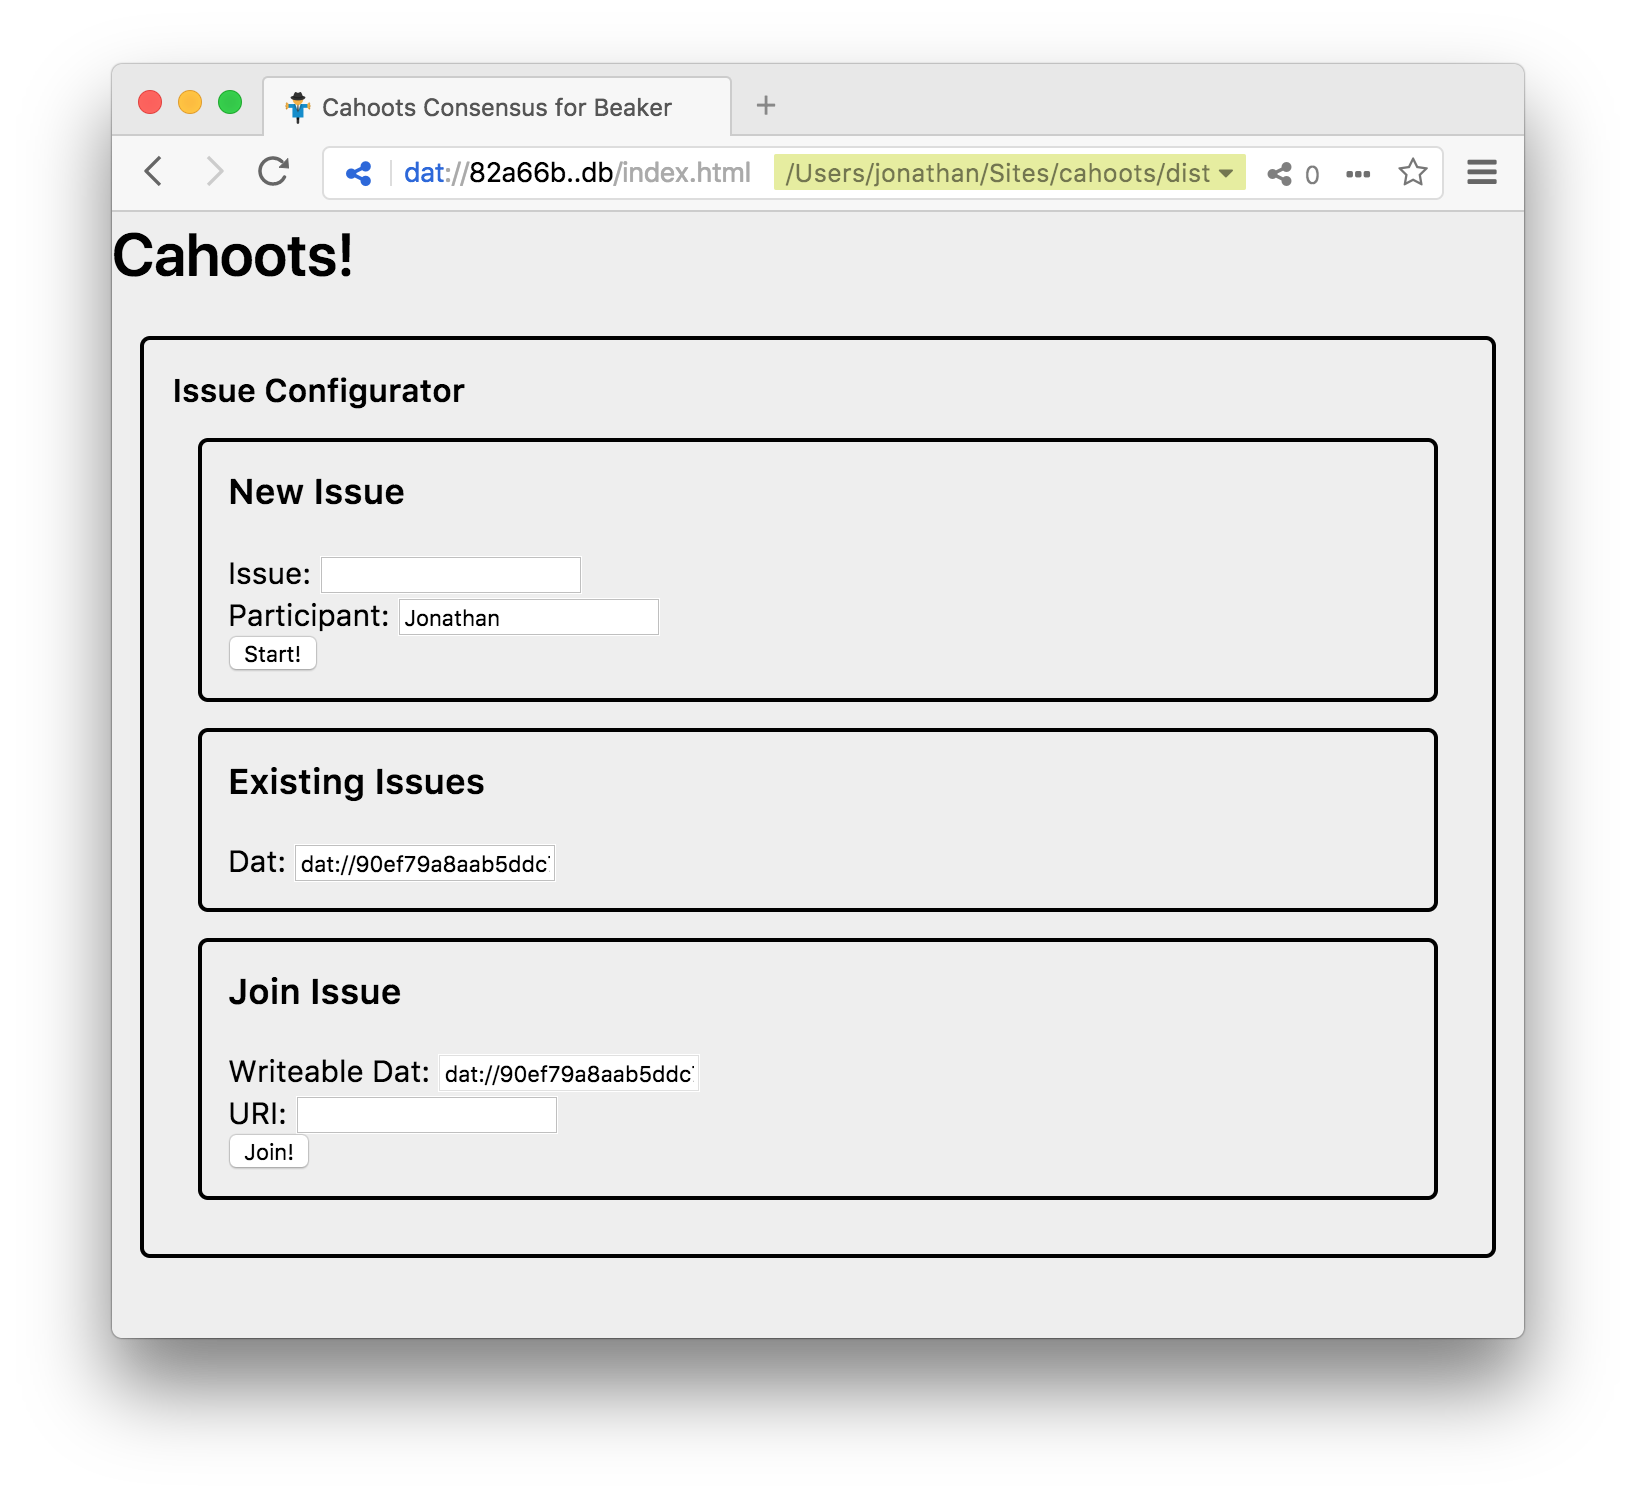 Cahoots Consensus for Beaker
dat://82a66b..db/index.html /Users/jonathan/Sites/cahoots/dist 0
Cahoots!
Issue Configurator
New Issue
Issue:
Participant: Jonathan
Start!
Existing Issues
Dat: dat://90ef79a8aab5ddc
Join Issue
Writeable Dat: dat://90ef79a8aab5ddc
URI:
Join!